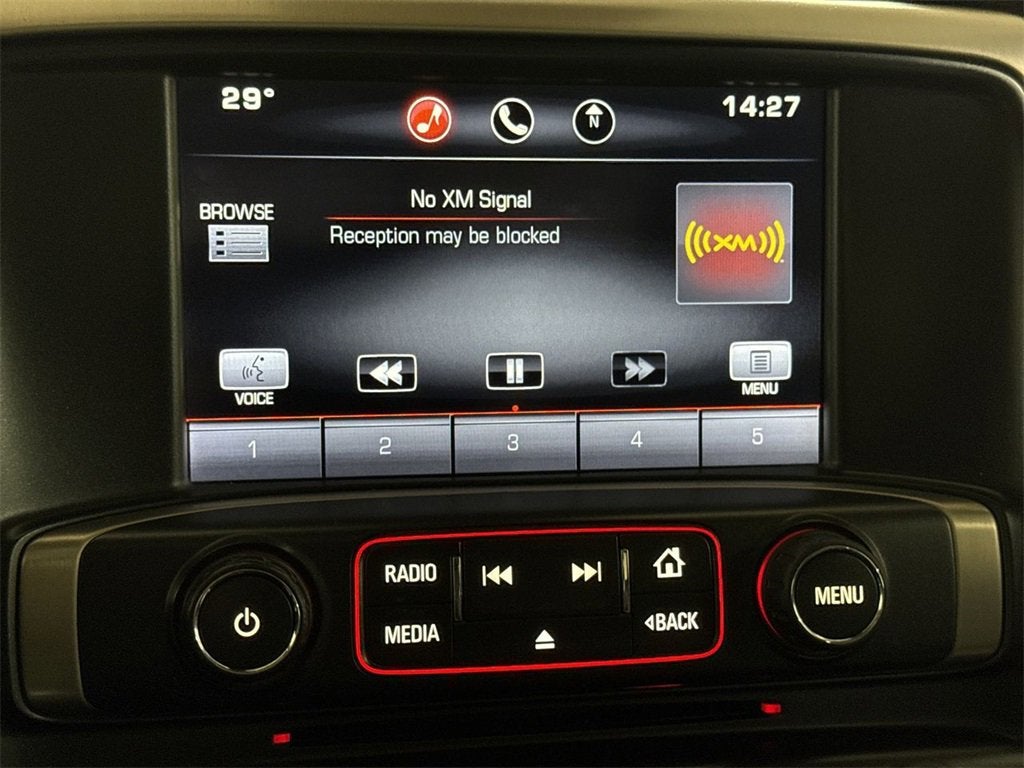 29°
N
14:27
No XM Signal
BROWSE
Reception may be blocked
XM
VOICE
MENU
1
2
3
4
5
RADIO
MENU
MEDIA
BACK